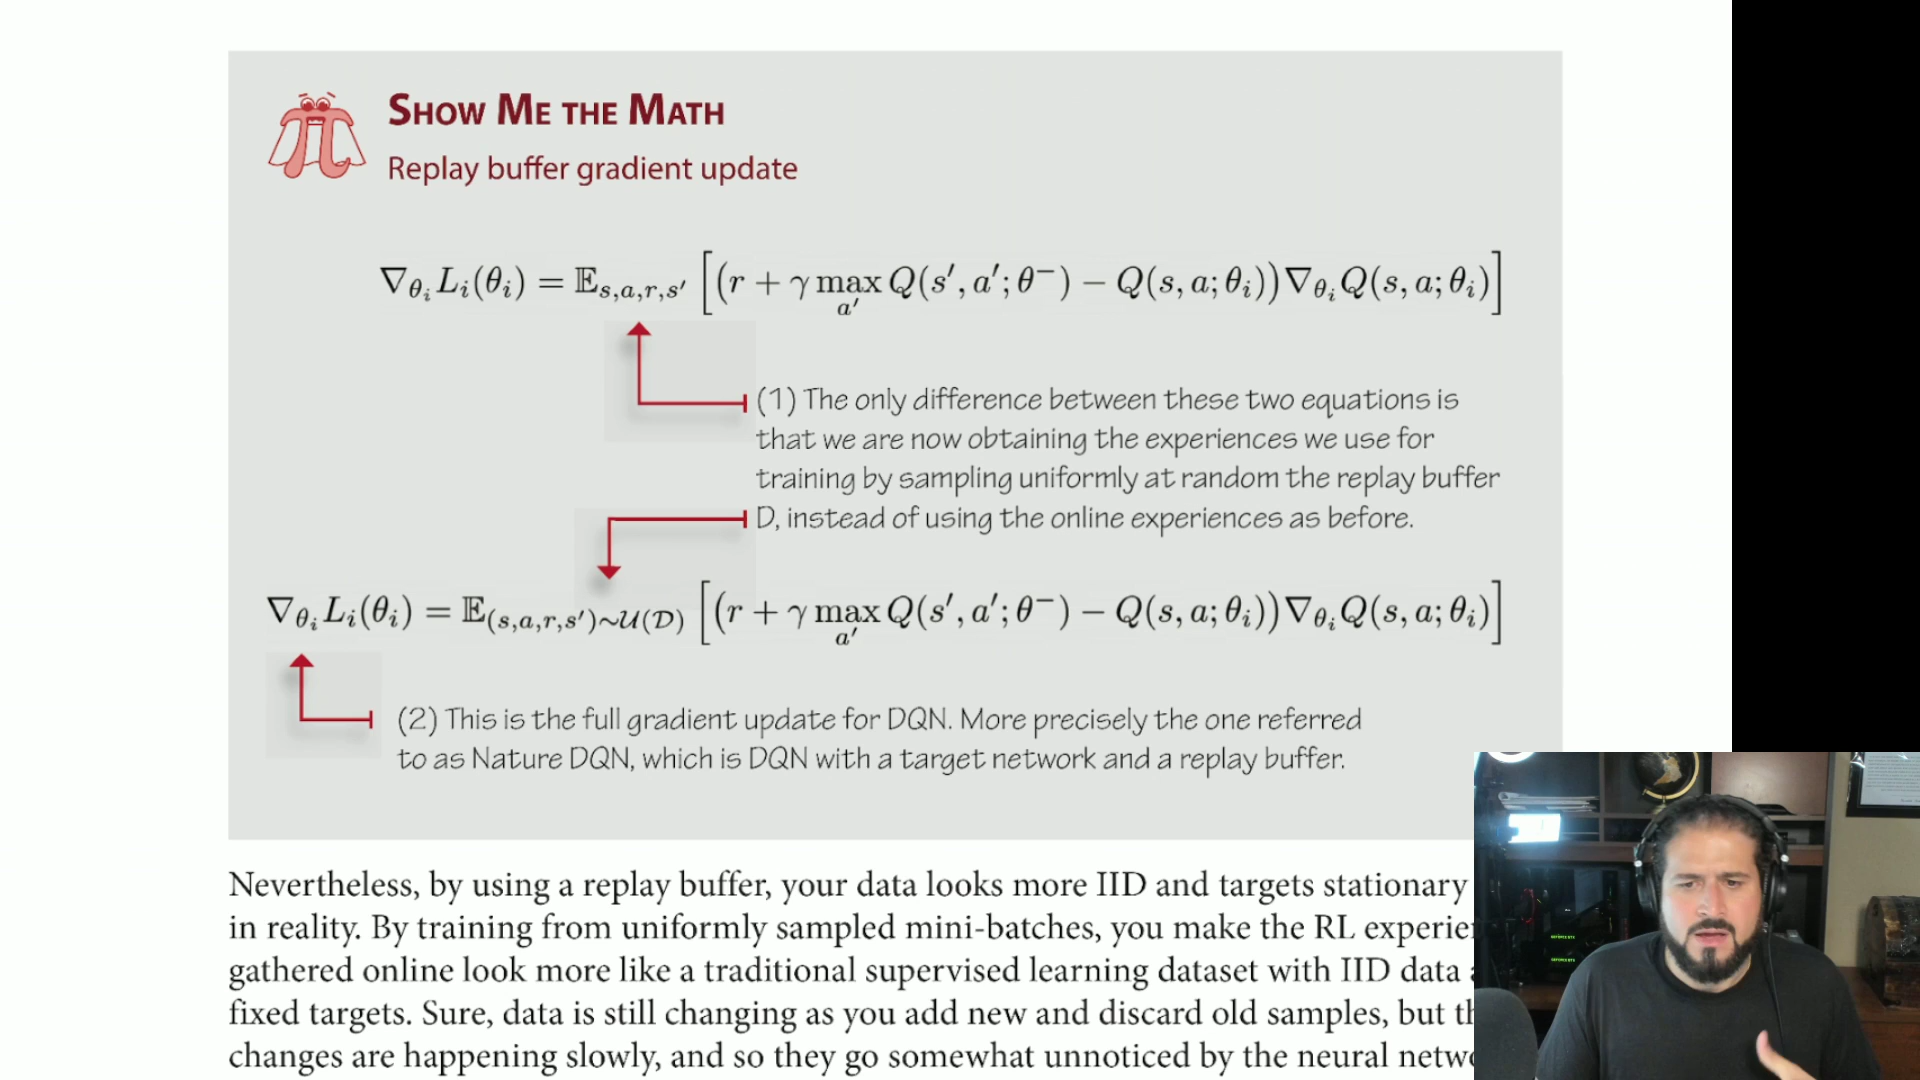 SHOW ME THE MATH
Replay buffer gradient update
∇θᵢLᵢ(θᵢ) = 𝔼s,a,r,s′ [(r + γ max Q(s′, a′; θ⁻) − Q(s, a; θᵢ))∇θᵢQ(s, a; θᵢ)]
a′
(1) The only difference between these two equations is
that we are now obtaining the experiences we use for
training by sampling uniformly at random the replay buffer
D, instead of using the online experiences as before.
∇θᵢLᵢ(θᵢ) = 𝔼(s,a,r,s′)∼𝒰(𝒟) [(r + γ max Q(s′, a′; θ⁻) − Q(s, a; θᵢ))∇θᵢQ(s, a; θᵢ)]
a′
(2) This is the full gradient update for DQN. More precisely the one referred
to as Nature DQN, which is DQN with a target network and a replay buffer.
Nevertheless, by using a replay buffer, your data looks more IID and targets stationary
in reality. By training from uniformly sampled mini-batches, you make the RL
gathered online look more like a traditional supervised learning dataset with IID data
fixed targets. Sure, data is still changing as you add new and discard old samples, but
changes are happening slowly, and so they go somewhat unnoticed by the neural